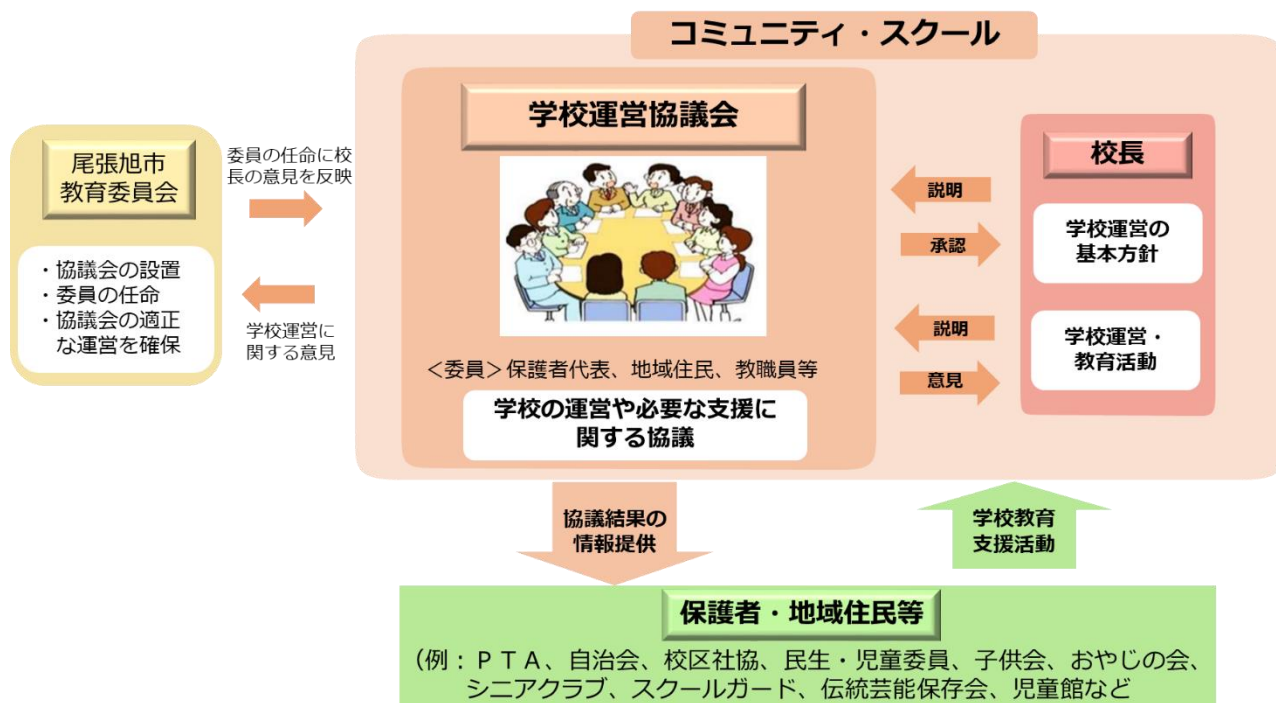 コミュニティ・スクール
尾張旭市
教育委員会
・協議会の設置
・委員の任命
・協議会の適正
な運営を確保
委員の任命に校
長の意見を反映
学校運営に
関する意見
学校運営協議会
＜委員＞保護者代表、地域住民、教職員等
学校の運営や必要な支援に
関する協議
説明
承認
説明
意見
校長
学校運営の
基本方針
学校運営・
教育活動
協議結果の
情報提供
学校教育
支援活動
保護者・地域住民等
（例：ＰＴＡ、自治会、校区社協、民生・児童委員、子供会、おやじの会、
シニアクラブ、スクールガード、伝統芸能保存会、児童館など